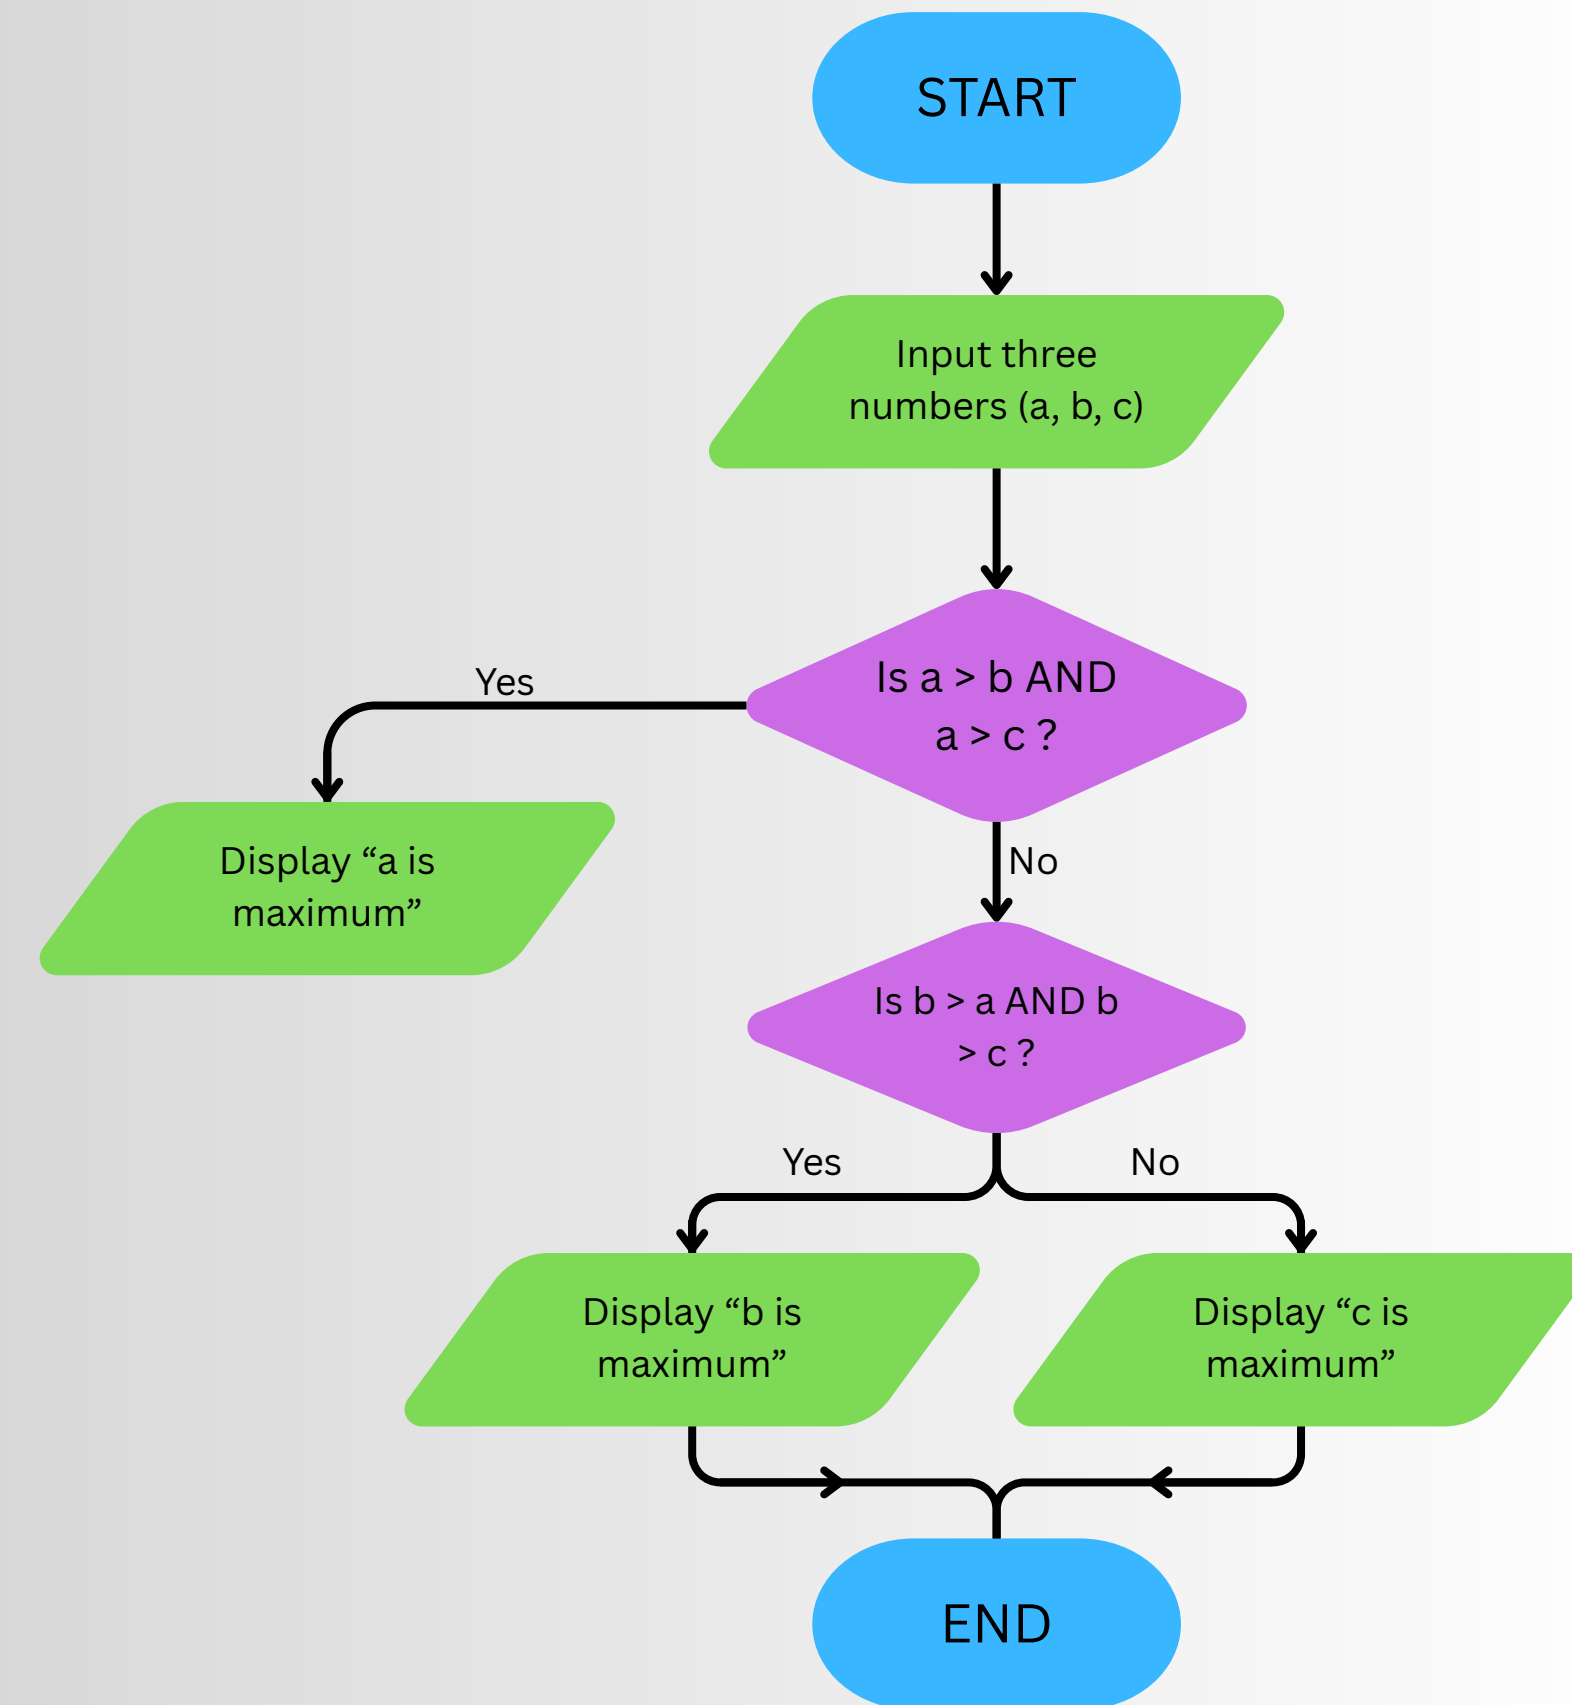 START
Input three
numbers (a, b, c)
Is a > b AND
a > c ?
Yes
No
Display “a is
maximum”
Is b > a AND b
> c ?
Yes
No
Display “b is
maximum”
Display “c is
maximum”
END